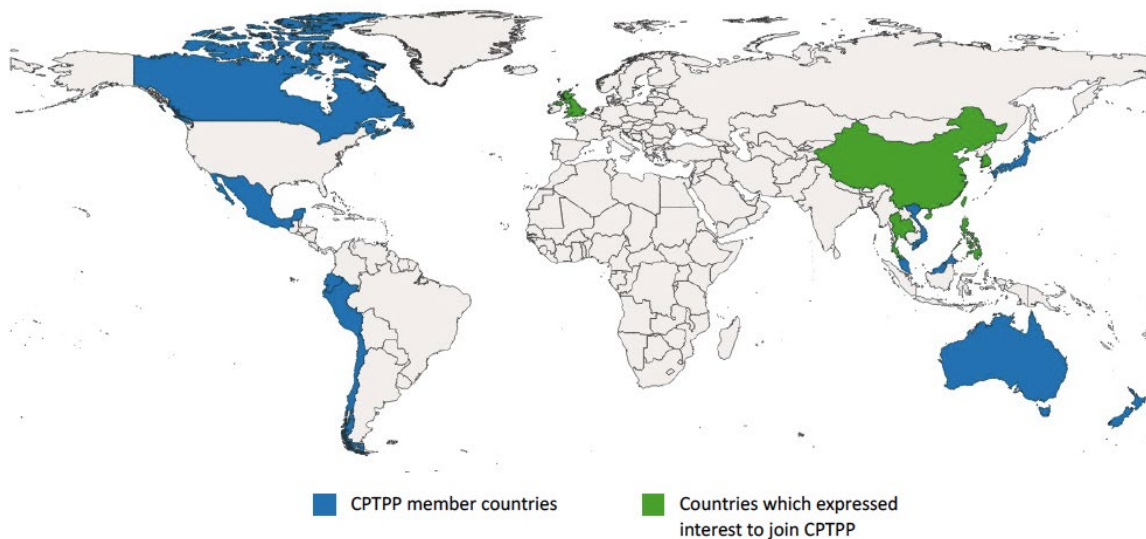 CPTPP member countries
Countries which expressed
interest to join CPTPP